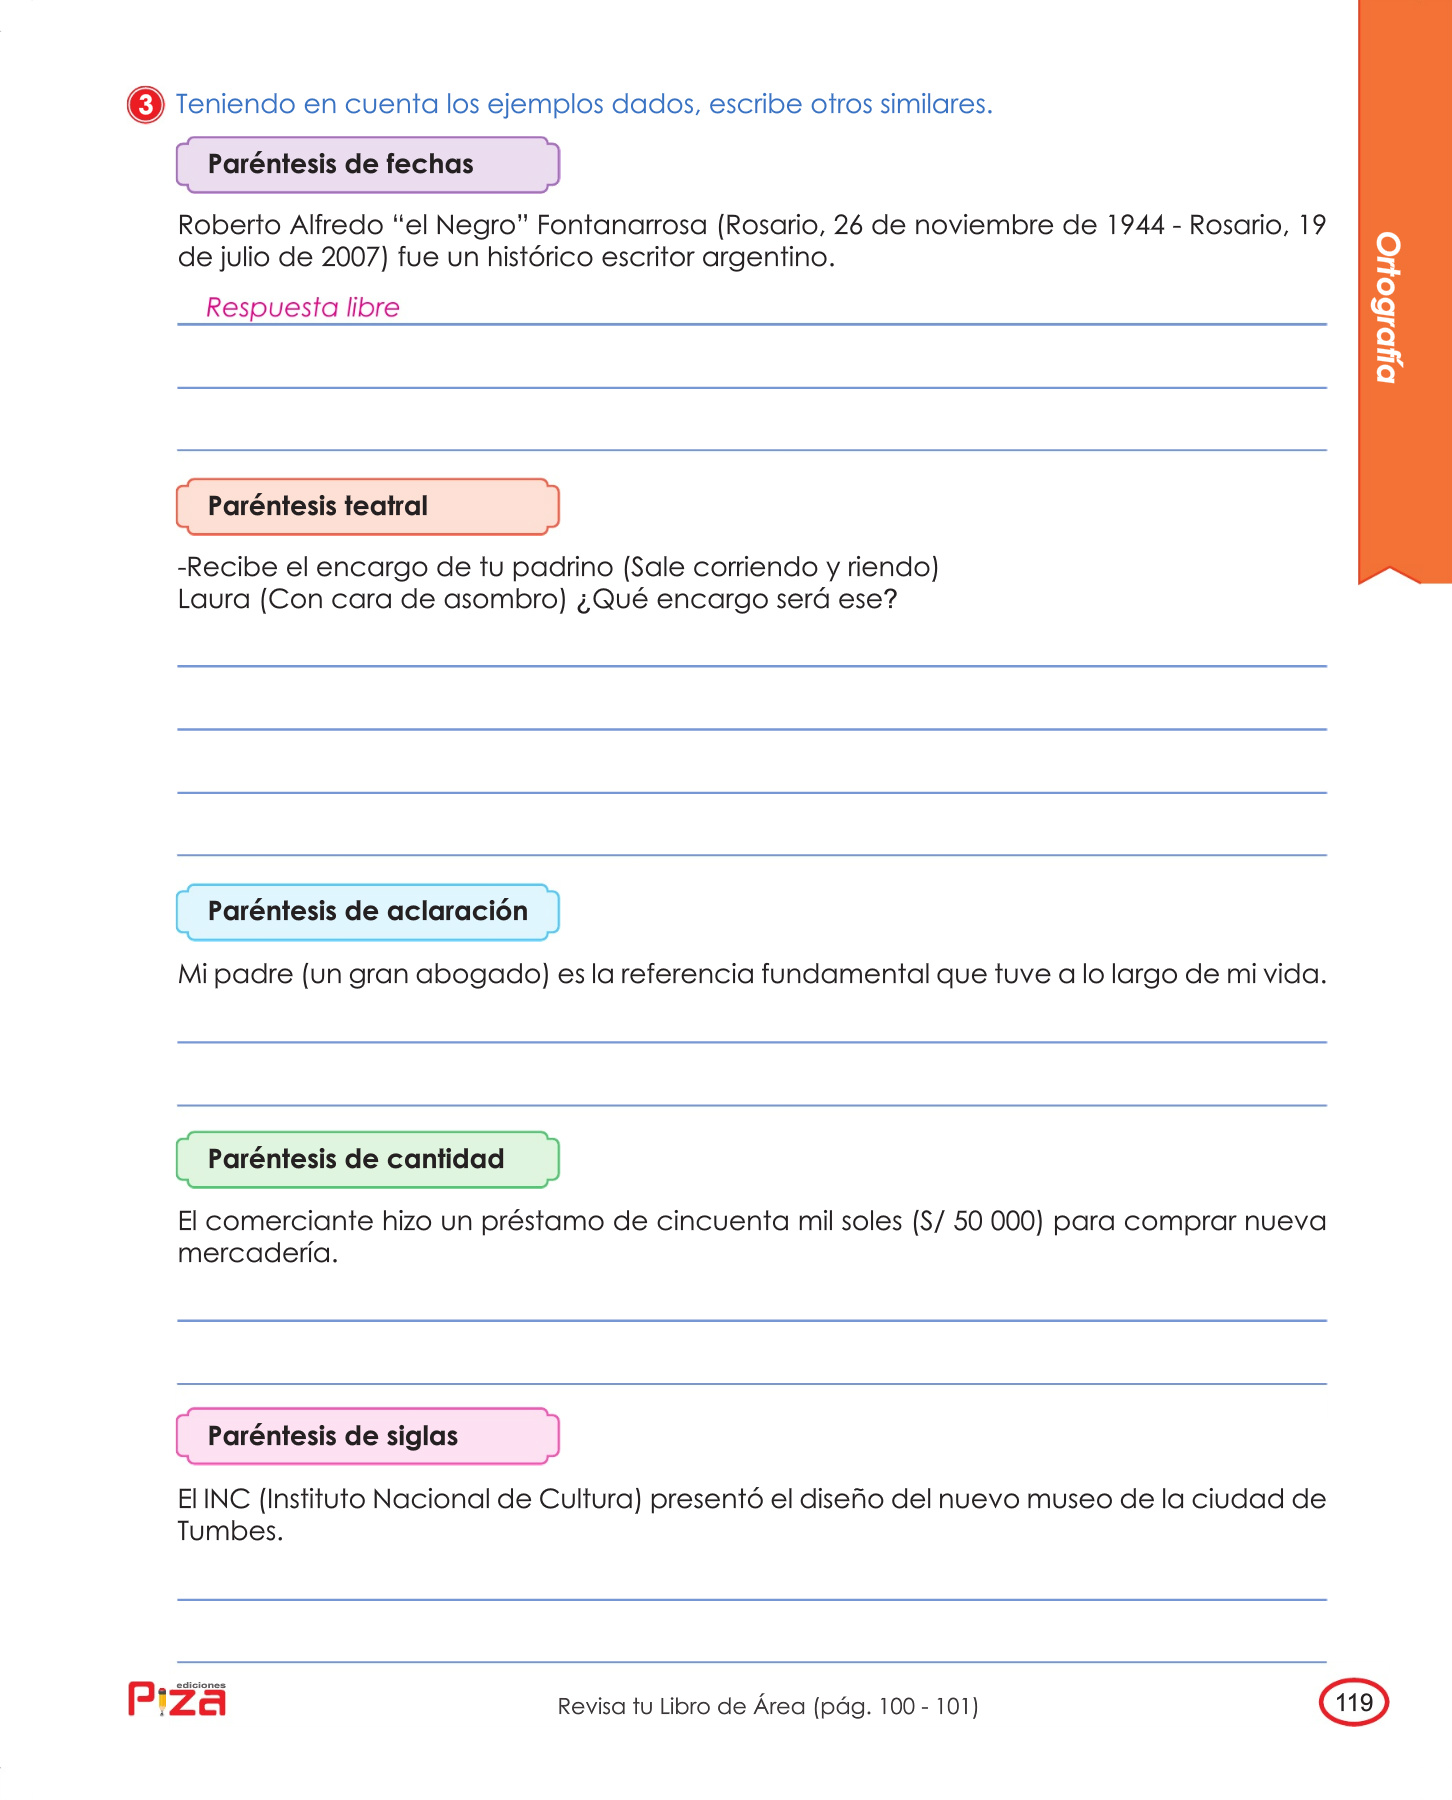 3 Teniendo en cuenta los ejemplos dados, escribe otros similares.
Paréntesis de fechas
Roberto Alfredo “el Negro” Fontanarrosa (Rosario, 26 de noviembre de 1944 - Rosario, 19
de julio de 2007) fue un histórico escritor argentino.
Respuesta libre
Paréntesis teatral
-Recibe el encargo de tu padrino (Sale corriendo y riendo)
Laura (Con cara de asombro) ¿Qué encargo será ese?
Paréntesis de aclaración
Mi padre (un gran abogado) es la referencia fundamental que tuve a lo largo de mi vida.
Paréntesis de cantidad
El comerciante hizo un préstamo de cincuenta mil soles (S/ 50 000) para comprar nueva
mercadería.
Paréntesis de siglas
El INC (Instituto Nacional de Cultura) presentó el diseño del nuevo museo de la ciudad de
Tumbes.
Ortografía
ediciones
Piza
Revisa tu Libro de Área (pág. 100 - 101)
119